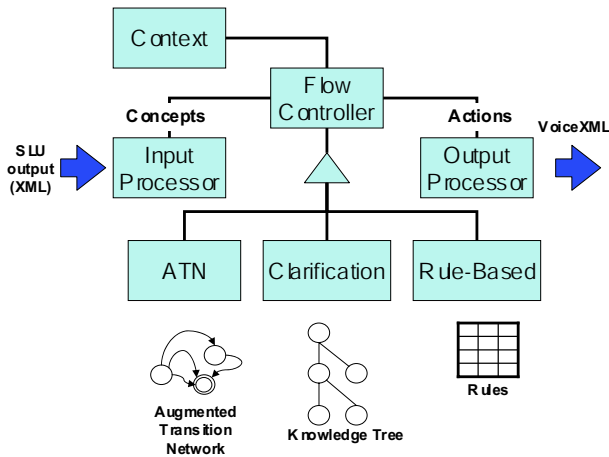 Context
Flow
Controller
Concepts
Actions
VoiceXML
SLU
output
(XML)
Input
Processor
Output
Processor
ATN
Clarification
Rule-Based
Augmented
Transition
Network
Knowledge Tree
Rules